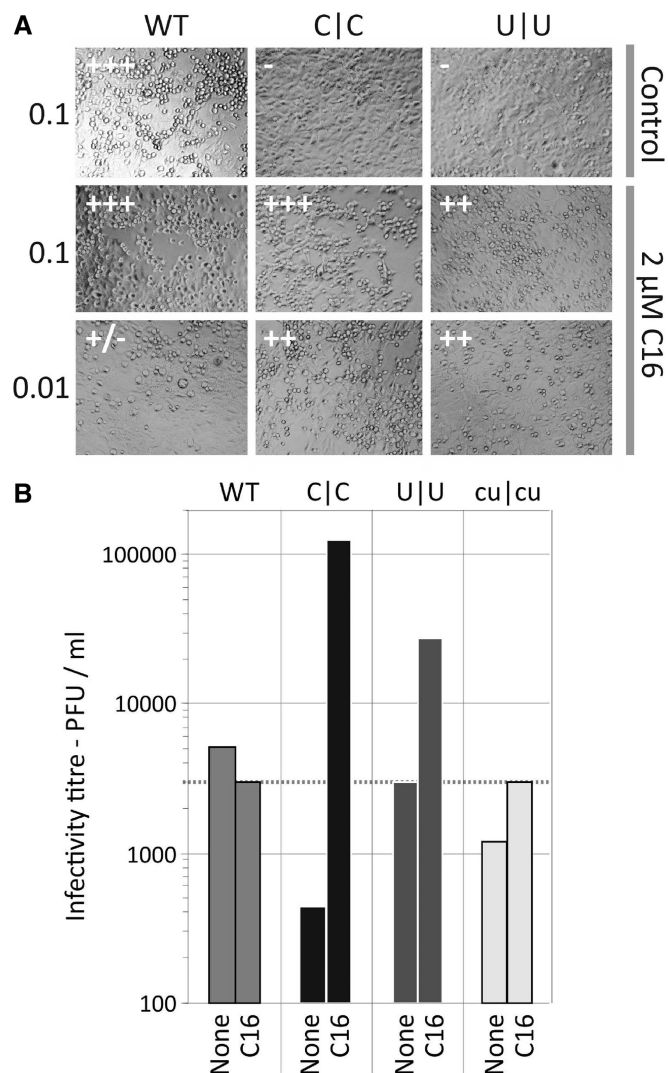 A
WT C|C U|U
0.1 +++ - - Control
0.1 +++ +++ ++ 2 µM C16
0.01 +/- ++ ++
B
WT C|C U|U cu|cu
Infectivity titre - PFU / ml
100000
10000
1000
100
None C16 None C16 None C16 None C16